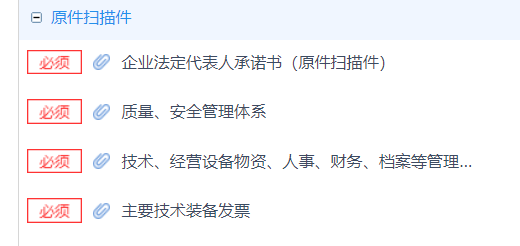 原件扫描件
必须 企业法定代表人承诺书（原件扫描件）
必须 质量、安全管理体系
必须 技术、经营设备物资、人事、财务、档案等管理...
必须 主要技术装备发票